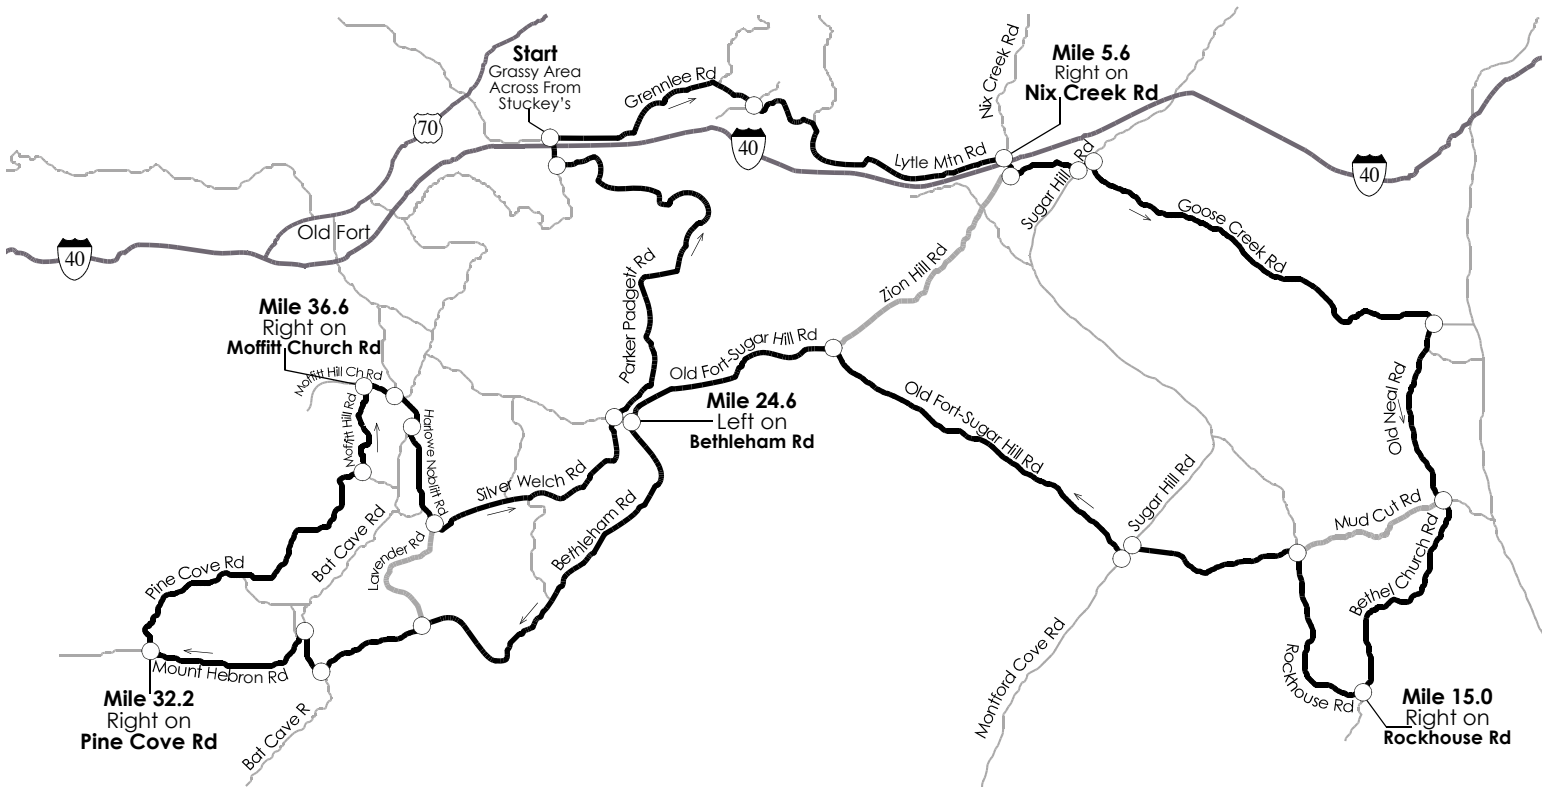 Start
Grassy Area
Across From
Stuckey's
Grennlee Rd
Nix Creek Rd
Mile 5.6
Right on
Nix Creek Rd
70
40
40
40
Lytle Mtn Rd
Sugar Hill Rd
Goose Creek Rd
Old Fort
Zion Hill Rd
Parker Padgett Rd
Mile 36.6
Right on
Moffitt Church Rd
Moffitt Hill Ch Rd
Moffitt Hill Rd
Harlowe Noblitt Rd
Old Fort-Sugar Hill Rd
Mile 24.6
Left on
Bethleham Rd
Old Fort-Sugar Hill Rd
Old Neal Rd
Silver Welch Rd
Bethleham Rd
Sugar Hill Rd
Mud Cut Rd
Bat Cave Rd
Lavender Rd
Pine Cove Rd
Bethel Church Rd
Mount Hebron Rd
Montford Cove Rd
Rockhouse Rd
Mile 32.2
Right on
Pine Cove Rd
Bat Cave R
Mile 15.0
Right on
Rockhouse Rd